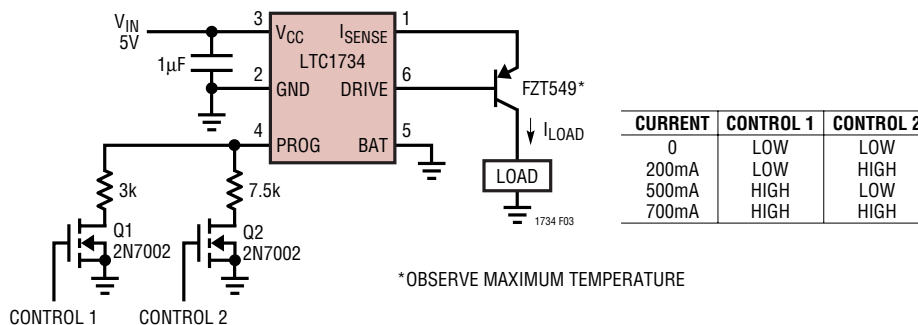 VIN
5V
1µF
3
VCC
ISENSE
1
LTC1734
2
GND
DRIVE
6
FZT549*
4
PROG
BAT
5
ILOAD
LOAD
1734 F03
3k
7.5k
Q1
2N7002
Q2
2N7002
CONTROL 1
CONTROL 2
CURRENT CONTROL 1 CONTROL 2
0 LOW LOW
200mA LOW HIGH
500mA HIGH LOW
700mA HIGH HIGH
*OBSERVE MAXIMUM TEMPERATURE